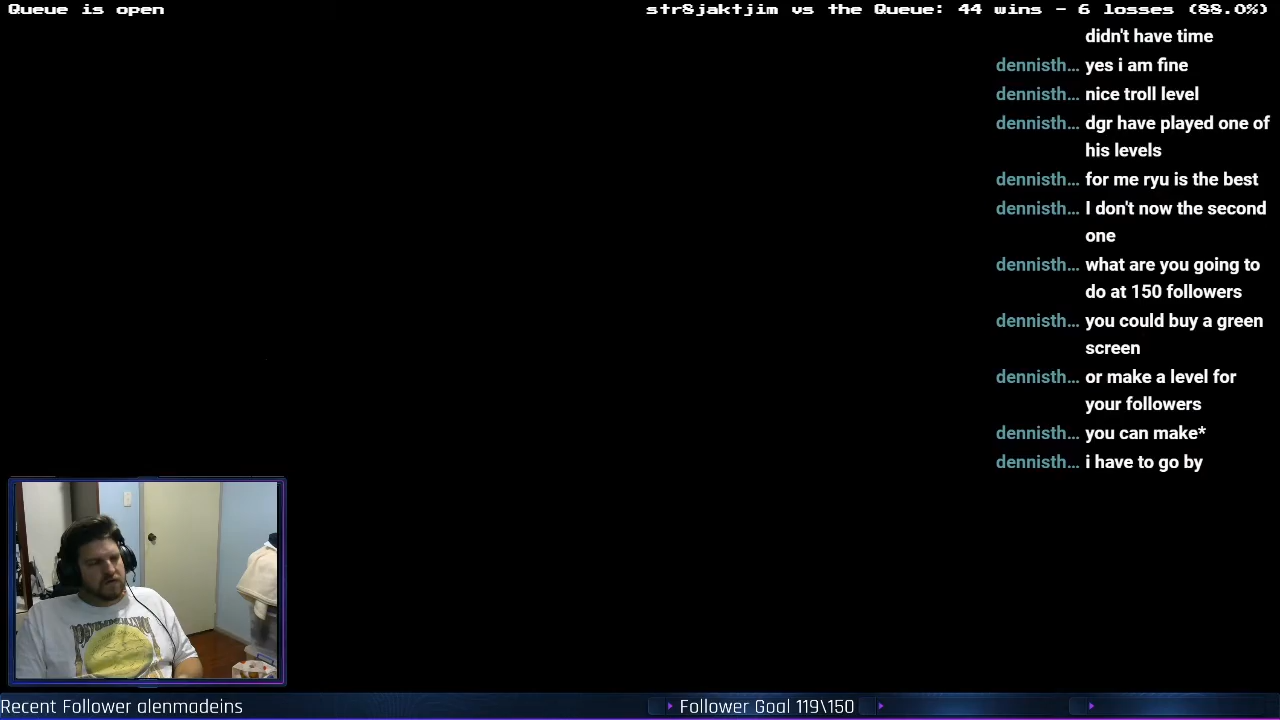 Queue is open
str8jaktjim vs the Queue: 44 wins - 6 losses (88.0%)
didn't have time
dennisth... yes i am fine
dennisth... nice troll level
dennisth... dgr have played one of
his levels
dennisth... for me ryu is the best
dennisth... I don't now the second
one
dennisth... what are you going to
do at 150 followers
dennisth... you could buy a green
screen
dennisth... or make a level for
your followers
dennisth... you can make*
dennisth... i have to go by
Recent Follower alenmadeins
Follower Goal 119\150